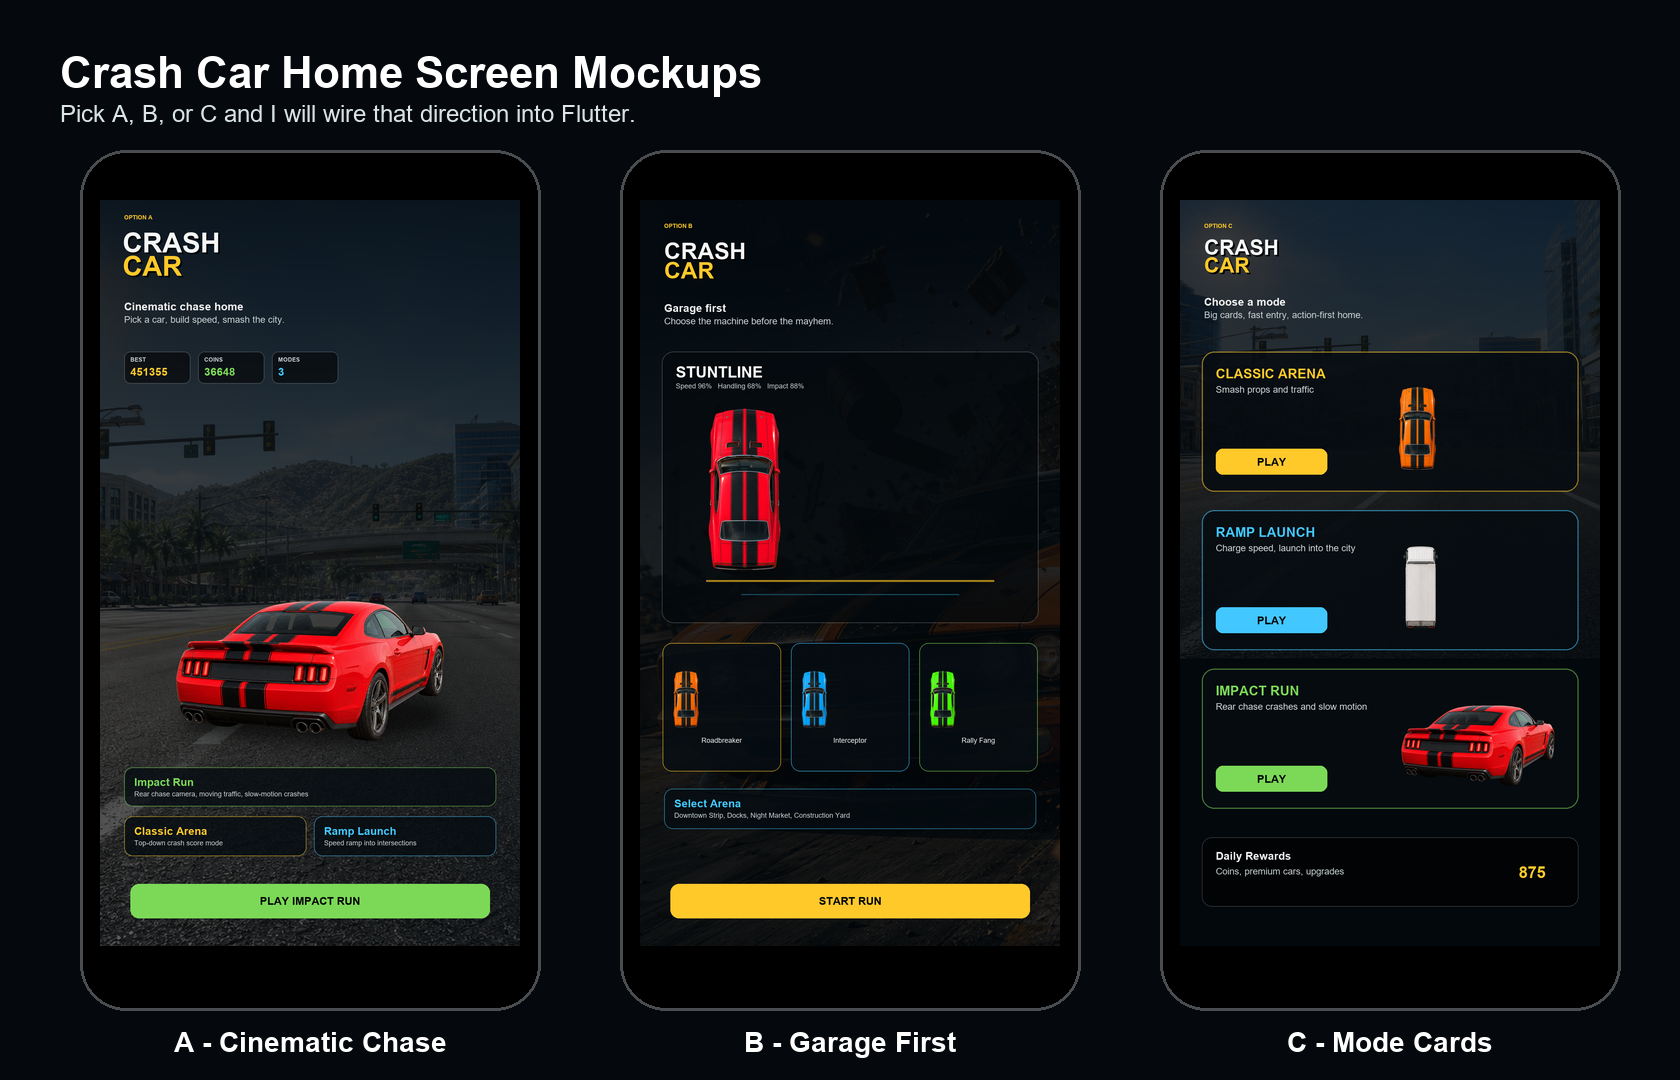 Crash Car Home Screen Mockups
Pick A, B, or C and I will wire that direction into Flutter.
OPTION A
CRASH
CAR
Cinematic chase home
Pick a car, build speed, smash the city.
BEST
451355
COINS
36648
MODES
3
Impact Run
Rear chase camera, moving traffic, slow-motion crashes
Classic Arena
Top-down crash score mode
Ramp Launch
Speed ramp into intersections
PLAY IMPACT RUN
A - Cinematic Chase
OPTION B
CRASH
CAR
Garage first
Choose the machine before the mayhem.
STUNTLINE
Speed 96% Handling 68% Impact 88%
Roadbreaker
Interceptor
Rally Fang
Select Arena
Downtown Strip, Docks, Night Market, Construction Yard
START RUN
B - Garage First
OPTION C
CRASH
CAR
Choose a mode
Big cards, fast entry, action-first home.
CLASSIC ARENA
Smash props and traffic
PLAY
RAMP LAUNCH
Charge speed, launch into the city
PLAY
IMPACT RUN
Rear chase crashes and slow motion
PLAY
Daily Rewards
Coins, premium cars, upgrades
875
C - Mode Cards